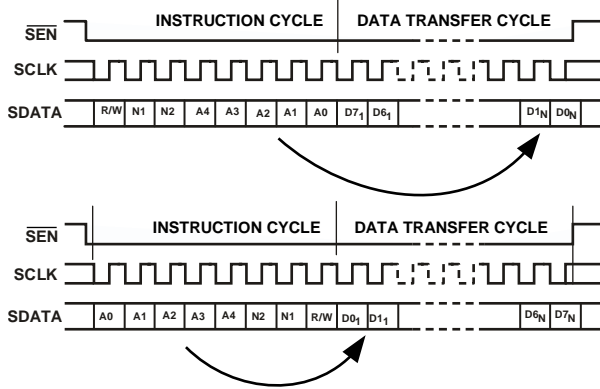 INSTRUCTION CYCLE DATA TRANSFER CYCLE
SEN
SCLK
SDATA R/W N1 N2 A4 A3 A2 A1 A0 D7₁ D6₁ D1N D0N
INSTRUCTION CYCLE DATA TRANSFER CYCLE
SEN
SCLK
SDATA A0 A1 A2 A3 A4 N2 N1 R/W D0₁ D1₁ D6N D7N